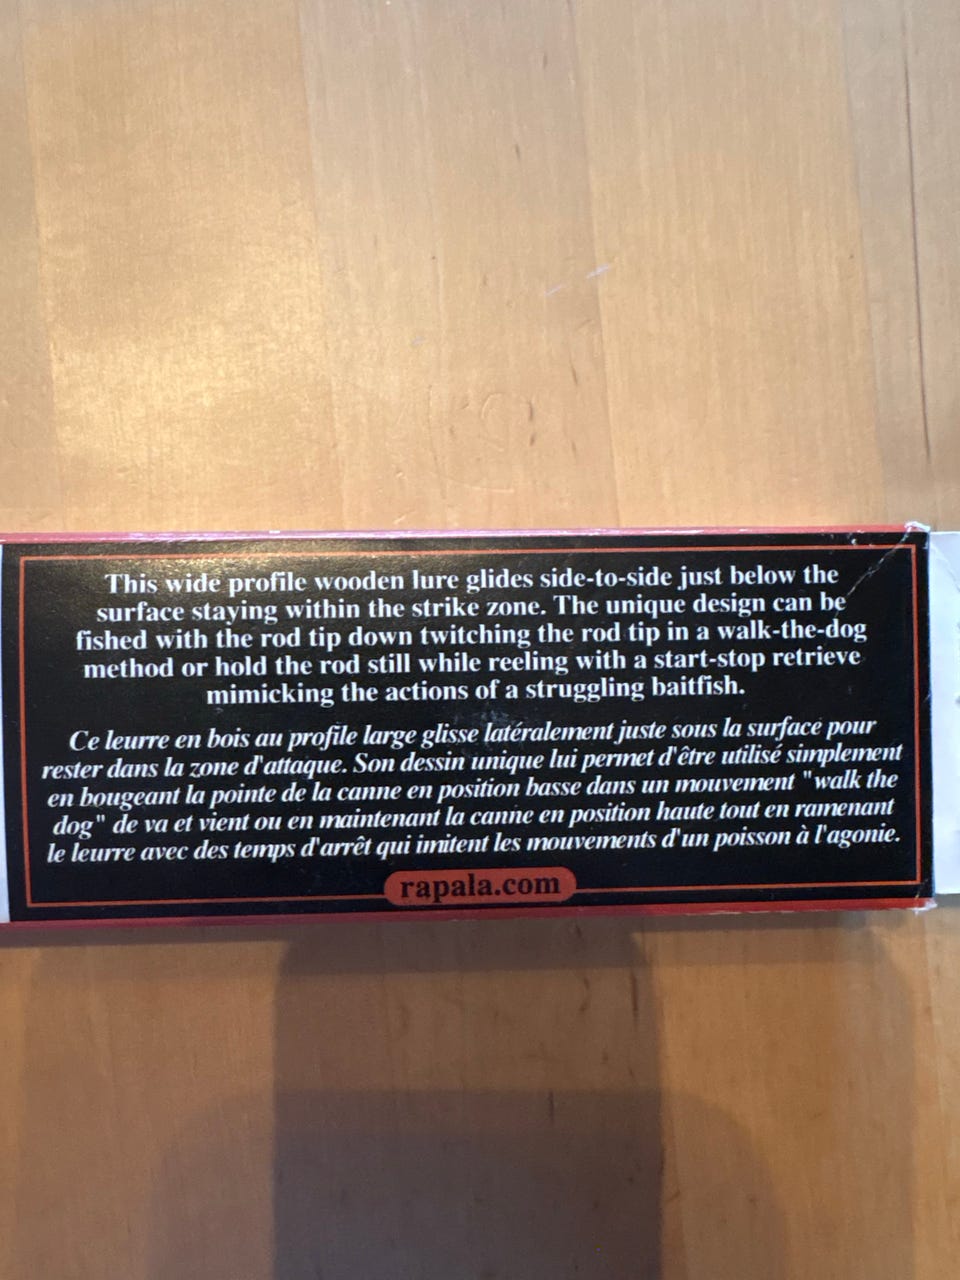 This wide profile wooden lure glides side-to-side just below the
surface staying within the strike zone. The unique design can be
fished with the rod tip down twitching the rod tip in a walk-the-dog
method or hold the rod still while reeling with a start-stop retrieve
mimicking the actions of a struggling baitfish.
Ce leurre en bois au profile large glisse latéralement juste sous la surface pour
rester dans la zone d'attaque. Son dessin unique lui permet d'être utilisé simplement
en bougeant la pointe de la canne en position basse dans un mouvement "walk the
dog" de va et vient ou en maintenant la canne en position haute tout en ramenant
le leurre avec des temps d'arrêt qui imitent les mouvements d'un poisson à l'agonie.
rapala.com